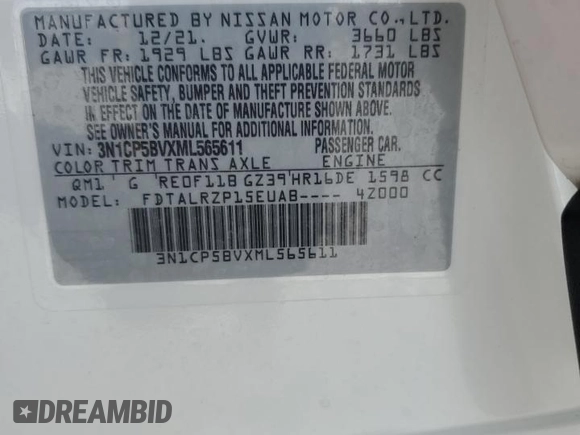 MANUFACTURED BY NISSAN MOTOR CO.,LTD.
12/21. GVWR: 3660 LBS
GAWR FR: 1929 LBS GAWR RR: 1731 LBS
THIS VEHICLE CONFORMS TO ALL APPLICABLE FEDERAL MOTOR
VEHICLE SAFETY, BUMPER AND THEFT PREVENTION STANDARDS
IN EFFECT ON THE DATE OF MANUFACTURE SHOWN ABOVE.
SEE OWNER'S MANUAL FOR ADDITIONAL INFORMATION
VIN: 3N1CP5BVXML565611 PASSENGER CAR.
COLOR TRIM TRANS AXLE ENGINE
QM1' G 'RE0F11B GZ39'HR16DE 1598 CC
MODEL: FDTALRZP15EUAB---- 4Z000
3N1CP5BVXML565611
DREAMBID